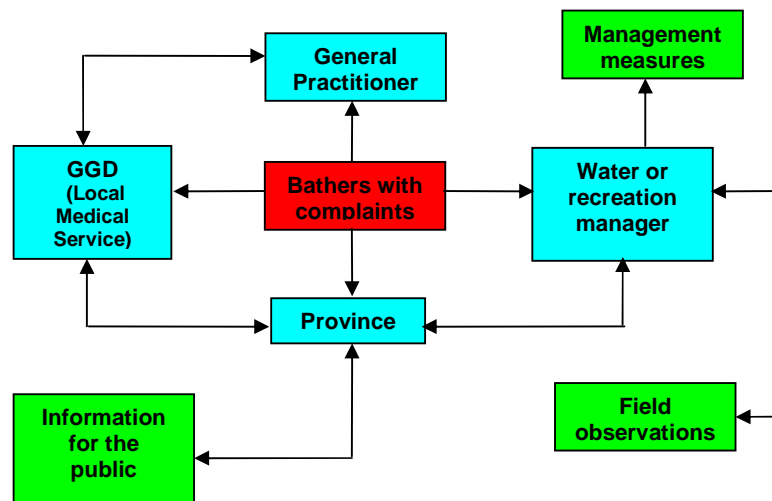 General
Practitioner
Management
measures
GGD
(Local
Medical
Service)
Bathers with
complaints
Water or
recreation
manager
Province
Information
for the
public
Field
observations